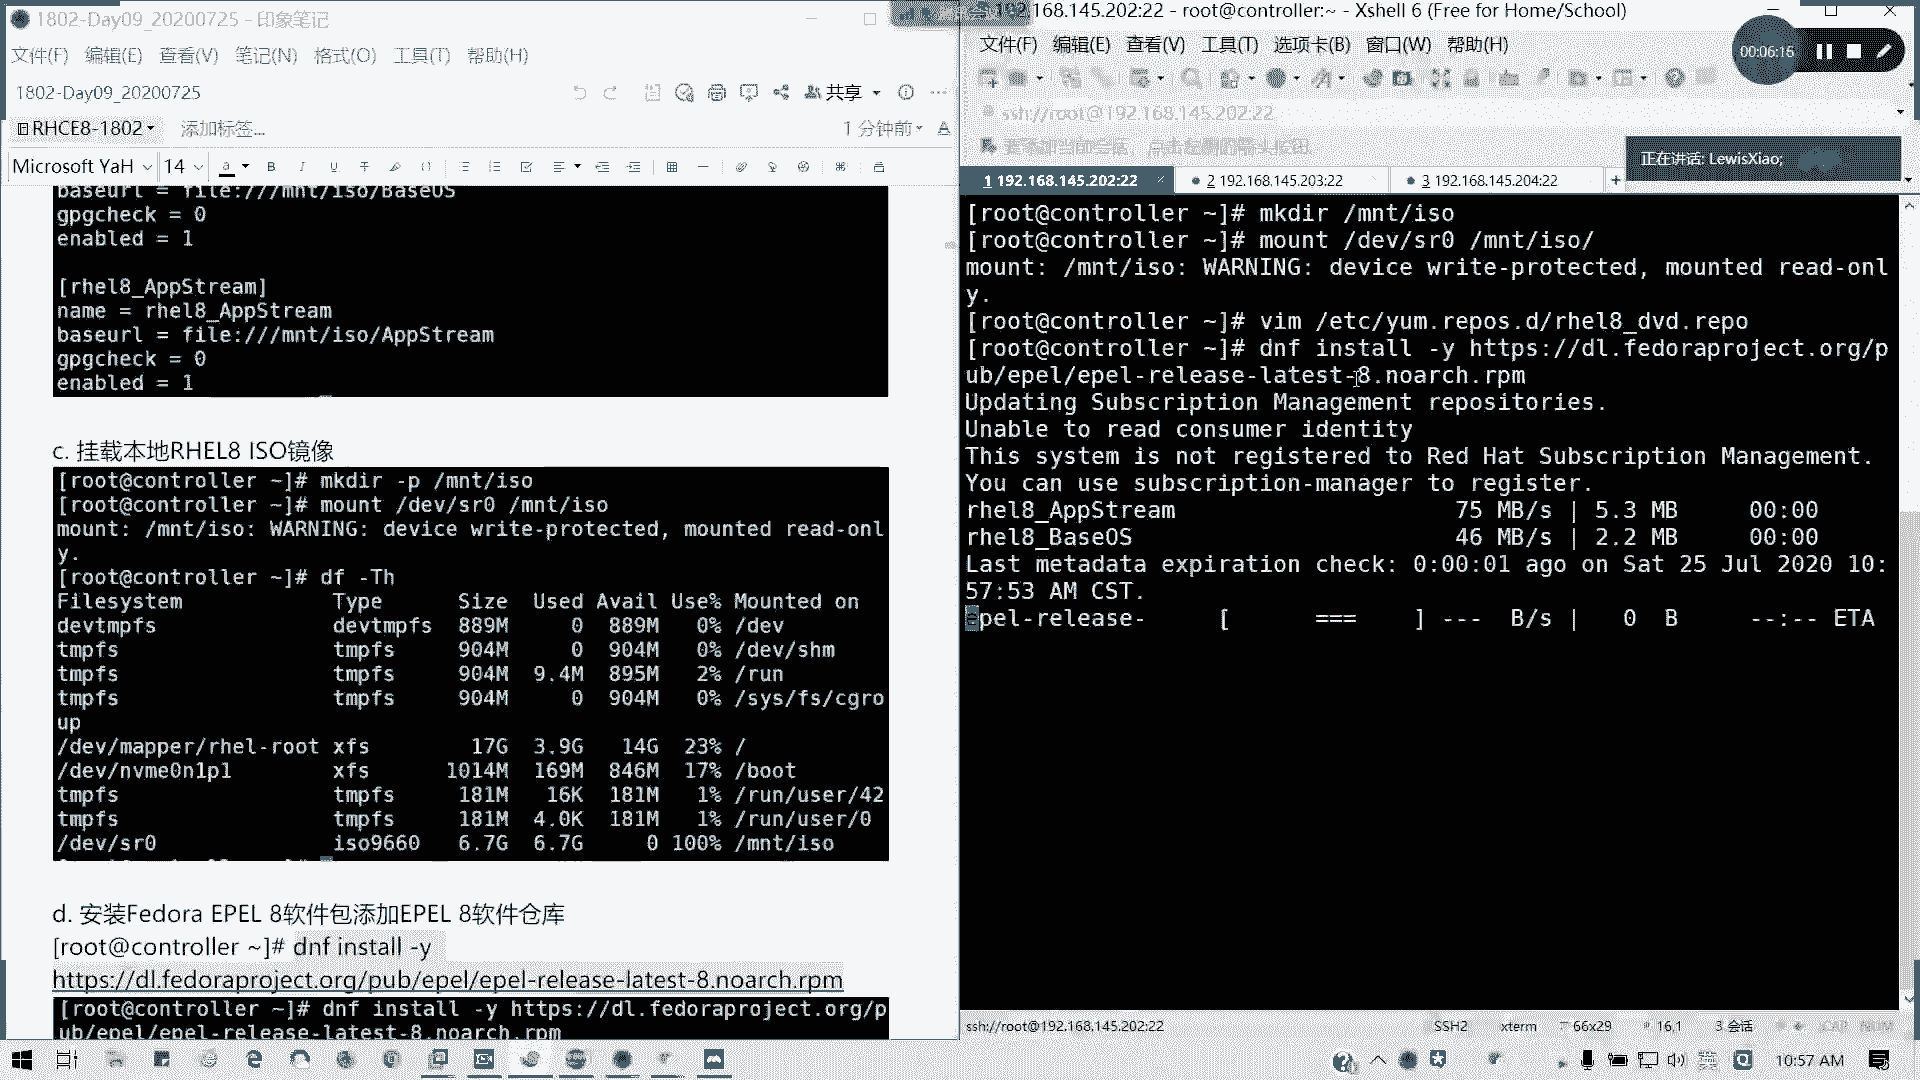 1802-Day09_20200725 - 印象笔记
文件(F) 编辑(E) 查看(V) 笔记(N) 格式(O) 工具(T) 帮助(H)
1802-Day09_20200725
共享
RHCE8-1802
添加标签...
1 分钟前
Microsoft YaH
14
baseurl = file:///mnt/iso/BaseOS
gpgcheck = 0
enabled = 1
[rhel8_AppStream]
name = rhel8_AppStream
baseurl = file:///mnt/iso/AppStream
gpgcheck = 0
enabled = 1
c. 挂载本地RHEL8 ISO镜像
[root@controller ~]# mkdir -p /mnt/iso
[root@controller ~]# mount /dev/sr0 /mnt/iso
mount: /mnt/iso: WARNING: device write-protected, mounted read-onl
y.
[root@controller ~]# df -Th
Filesystem Type Size Used Avail Use% Mounted on
devtmpfs devtmpfs 889M 0 889M 0% /dev
tmpfs tmpfs 904M 0 904M 0% /dev/shm
tmpfs tmpfs 904M 9.4M 895M 2% /run
tmpfs tmpfs 904M 0 904M 0% /sys/fs/cgro
up
/dev/mapper/rhel-root xfs 17G 3.9G 14G 23% /
/dev/nvme0n1p1 xfs 1014M 169M 846M 17% /boot
tmpfs tmpfs 181M 16K 181M 1% /run/user/42
tmpfs tmpfs 181M 4.0K 181M 1% /run/user/0
/dev/sr0 iso9660 6.7G 6.7G 0 100% /mnt/iso
d. 安装Fedora EPEL 8软件包添加EPEL 8软件仓库
[root@controller ~]# dnf install -y
https://dl.fedoraproject.org/pub/epel/epel-release-latest-8.noarch.rpm
[root@controller ~]# dnf install -y https://dl.fedoraproject.org/p
ub/epel/epel-release-latest-8.noarch.rpm
192.168.145.202:22 - root@controller:~ - Xshell 6 (Free for Home/School)
文件(F) 编辑(E) 查看(V) 工具(T) 选项卡(B) 窗口(W) 帮助(H)
00:06:15
ssh://root@192.168.145.202:22
正在讲话: LewisXiao;
1 192.168.145.202:22
2 192.168.145.203:22
3 192.168.145.204:22
[root@controller ~]# mkdir /mnt/iso
[root@controller ~]# mount /dev/sr0 /mnt/iso/
mount: /mnt/iso: WARNING: device write-protected, mounted read-onl
y.
[root@controller ~]# vim /etc/yum.repos.d/rhel8_dvd.repo
[root@controller ~]# dnf install -y https://dl.fedoraproject.org/p
ub/epel/epel-release-latest-8.noarch.rpm
Updating Subscription Management repositories.
Unable to read consumer identity
This system is not registered to Red Hat Subscription Management.
You can use subscription-manager to register.
rhel8_AppStream 75 MB/s | 5.3 MB 00:00
rhel8_BaseOS 46 MB/s | 2.2 MB 00:00
Last metadata expiration check: 0:00:01 ago on Sat 25 Jul 2020 10:
57:53 AM CST.
epel-release- [ === ] --- B/s | 0 B --:-- ETA
ssh://root@192.168.145.202:22
SSH2 xterm 66x29 16,1 3 会话 CAP NUM
10:57 AM